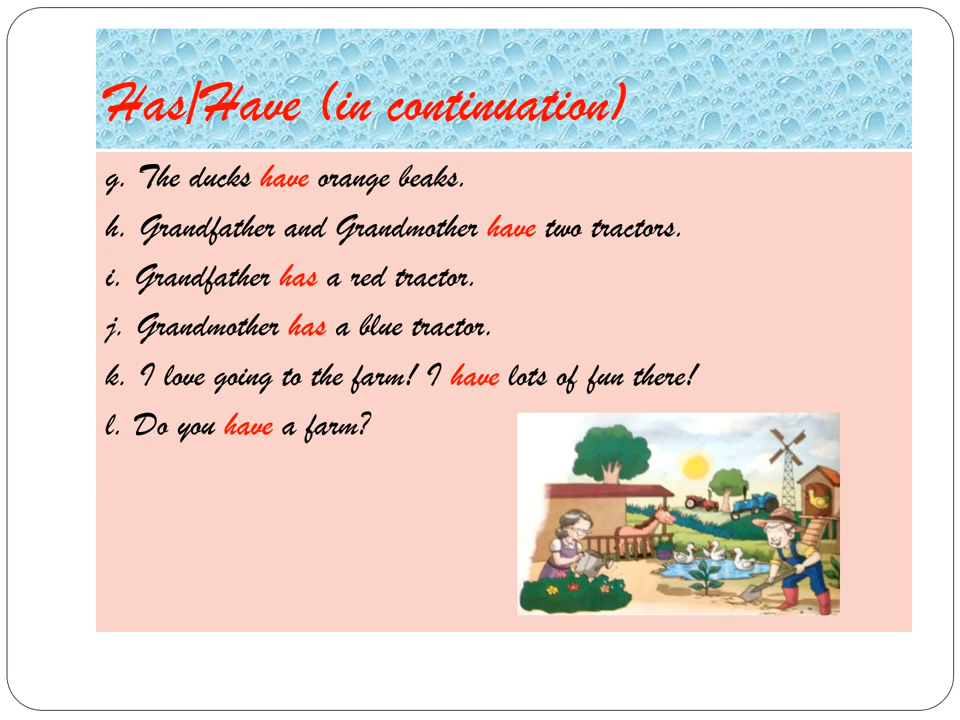 Has/Have (in continuation)
g. The ducks have orange beaks.
h. Grandfather and Grandmother have two tractors.
i. Grandfather has a red tractor.
j. Grandmother has a blue tractor.
k. I love going to the farm! I have lots of fun there!
l. Do you have a farm?